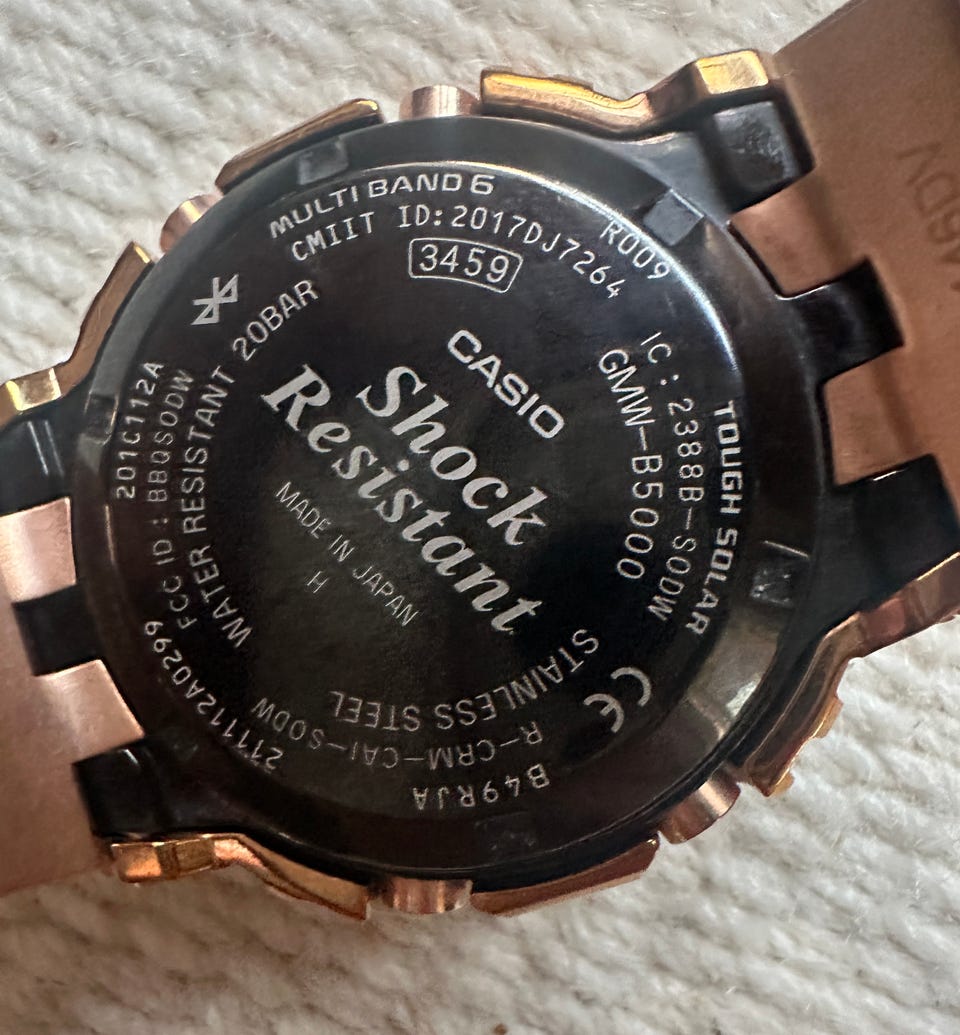 MULTI BAND 6
CMIIT ID: 2017DJ7264
R009
3459
CASIO
Shock
Resistant
MADE IN JAPAN
H
GMW-B5000
IC: 2388B-SODW
TOUGH SOLAR
STAINLESS STEEL
R-CRM-CAI-SODW
B49RJA
WATER RESISTANT 20BAR
FCC ID: BBQSODW
201C112A